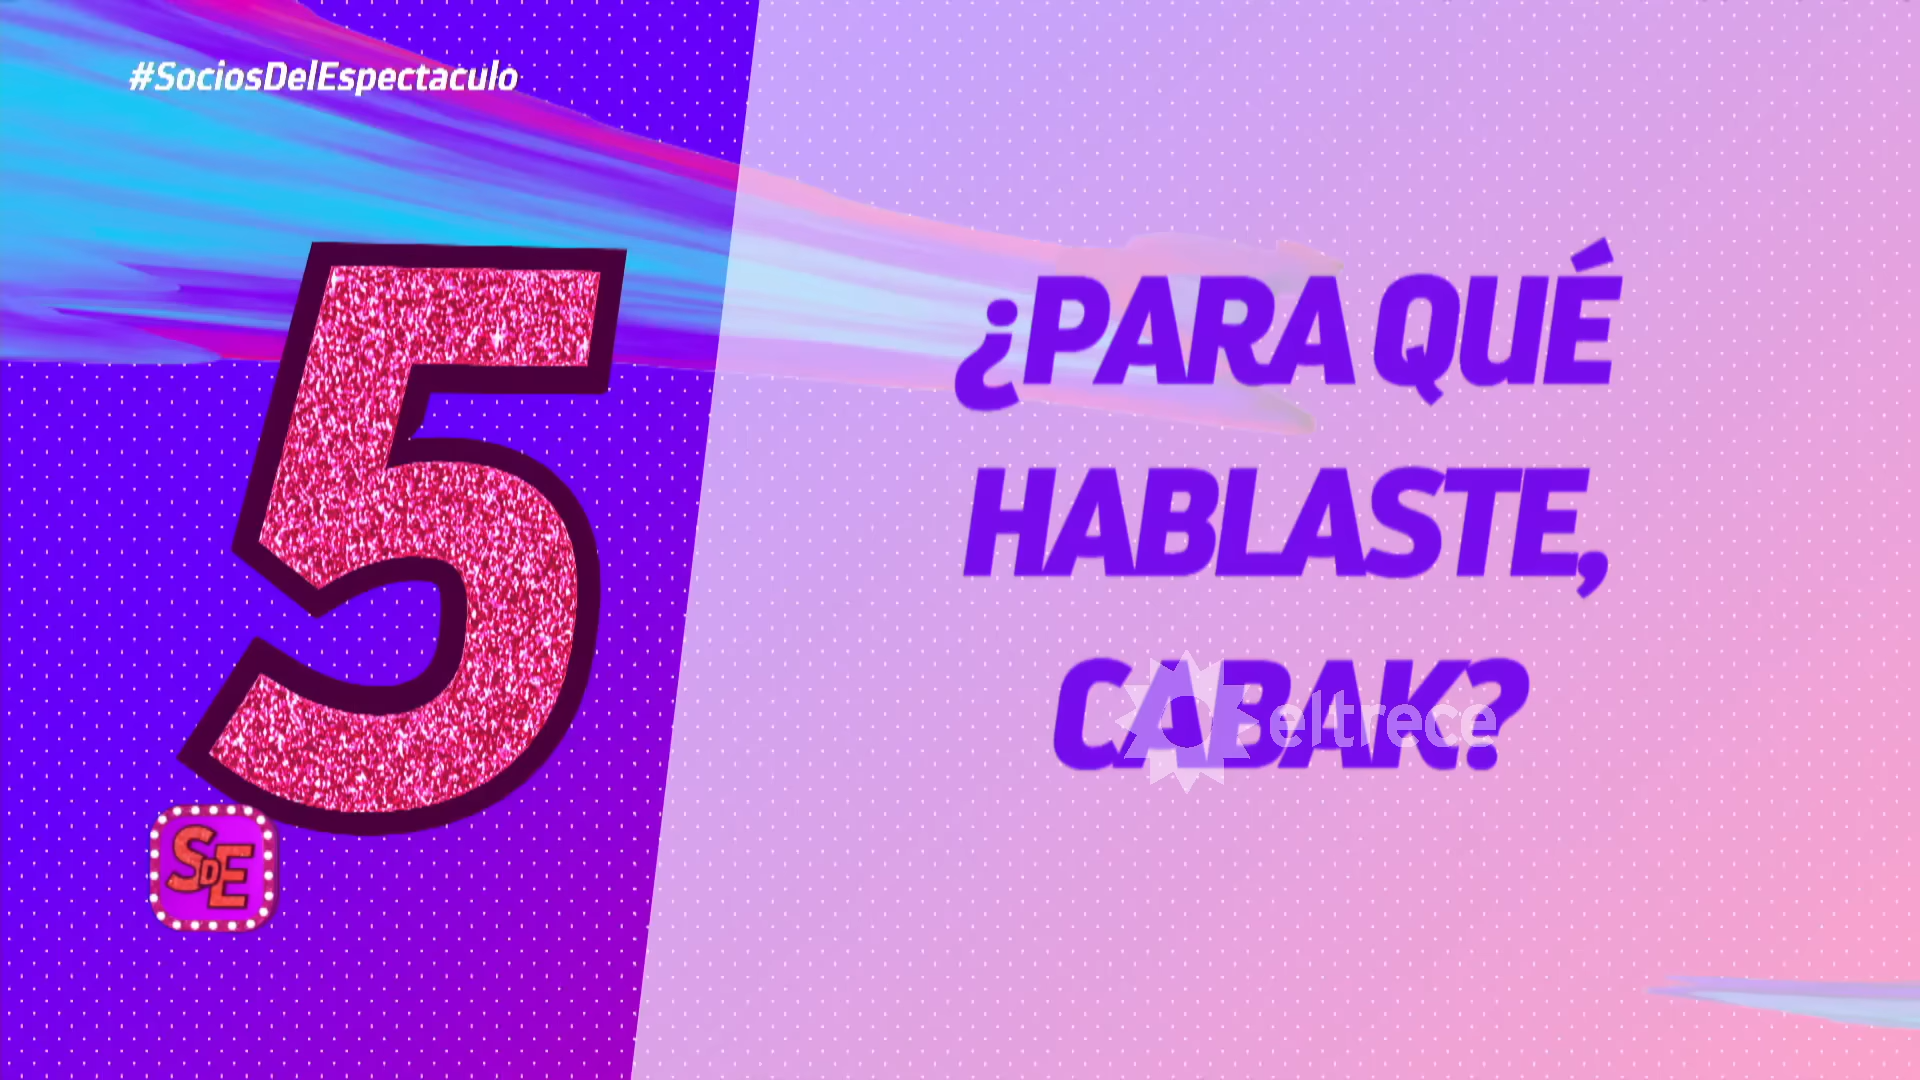 #SociosDelEspectaculo
5
¿PARA QUÉ
HABLASTE,
CABAK?
eltrece
SDE